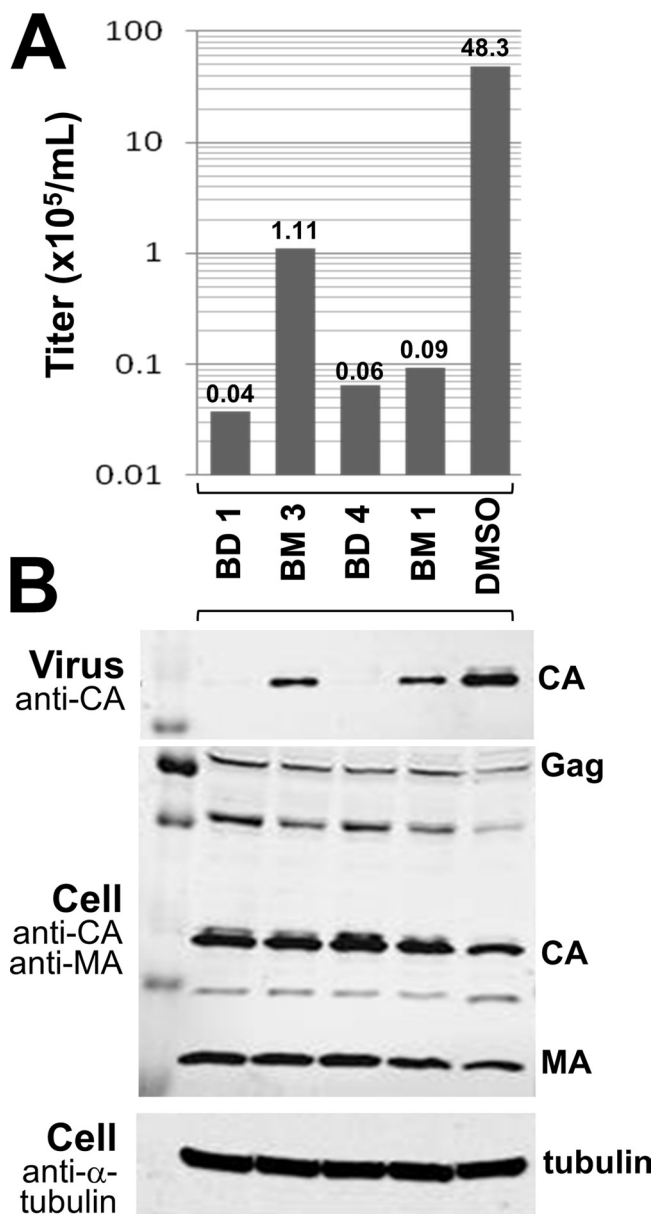 A
Titer (x10⁵/mL)
100
10
1
0.1
0.01
0.04
1.11
0.06
0.09
48.3
BD 1
BM 3
BD 4
BM 1
DMSO
B
Virus
anti-CA
CA
Gag
Cell
anti-CA
anti-MA
CA
MA
Cell
anti-α-
tubulin
tubulin